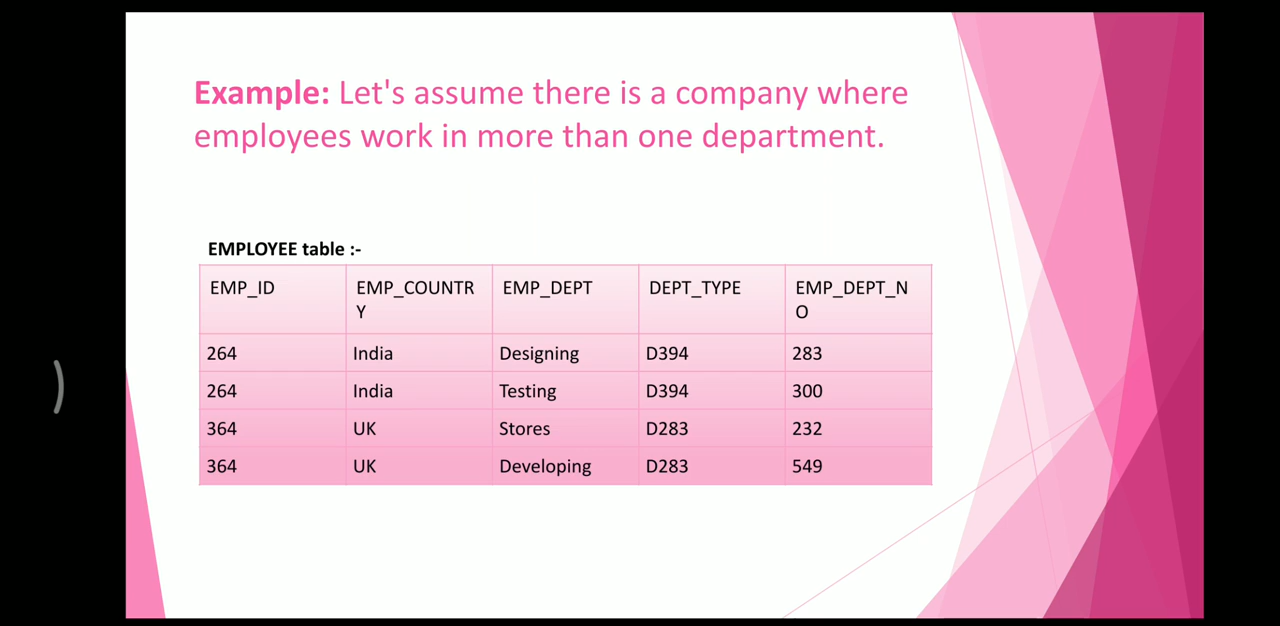 Example: Let's assume there is a company where
employees work in more than one department.
EMPLOYEE table :-
EMP_ID EMP_COUNTR EMP_DEPT DEPT_TYPE EMP_DEPT_N
Y O
264 India Designing D394 283
264 India Testing D394 300
364 UK Stores D283 232
364 UK Developing D283 549